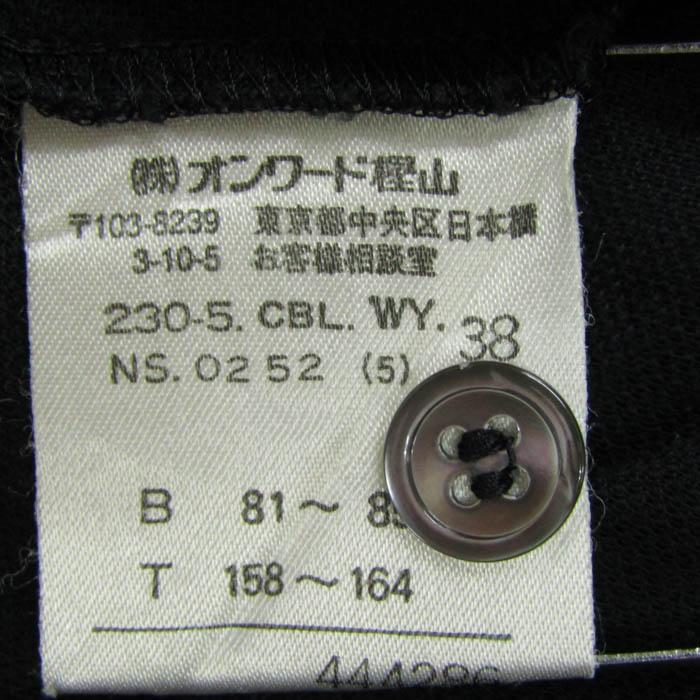 (株)オンワード樫山
〒103-8239 東京都中央区日本橋
3-10-5 お客様相談室
230-5. CBL. WY. 38
NS. 0252 (5)
B 81～
T 158～164